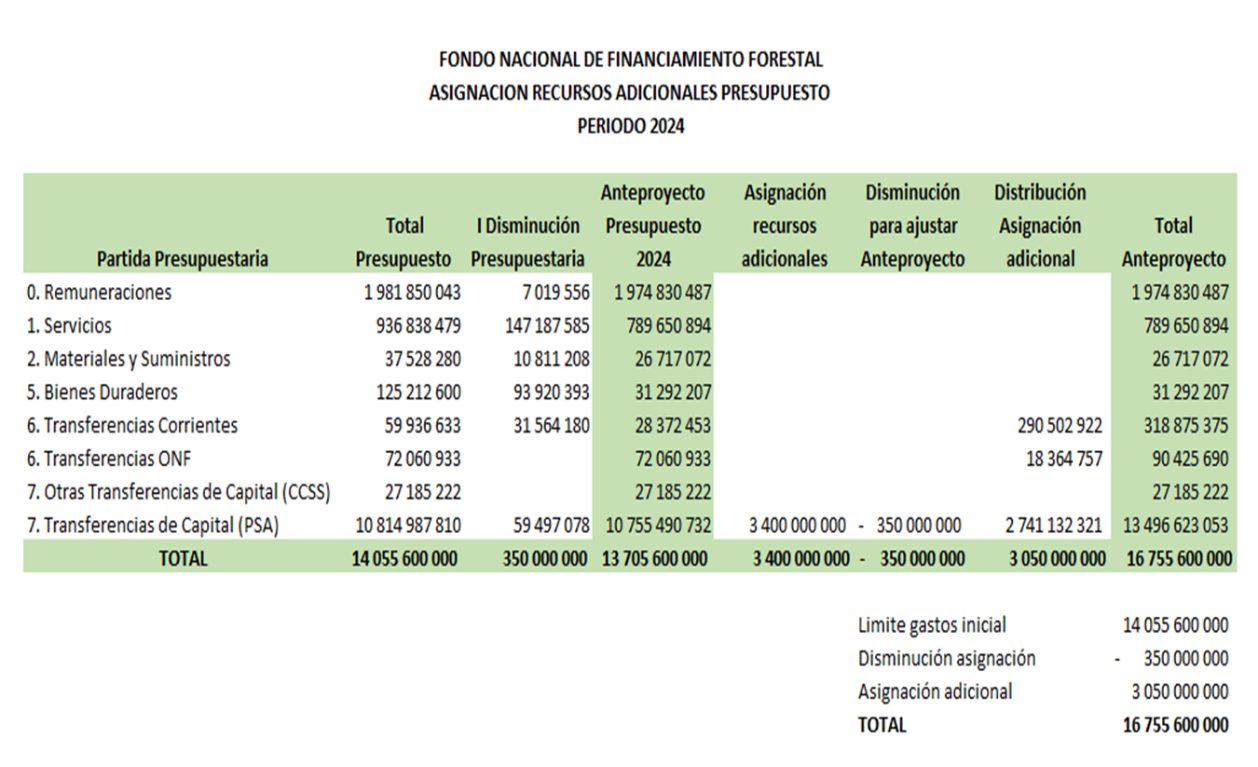 FONDO NACIONAL DE FINANCIAMIENTO FORESTAL
ASIGNACION RECURSOS ADICIONALES PRESUPUESTO
PERIODO 2024
Anteproyecto Asignación Disminución Distribución
Total I Disminución Presupuesto recursos para ajustar Asignación Total
Partida Presupuestaria Presupuesto Presupuestaria 2024 adicionales Anteproyecto adicional Anteproyecto
0. Remuneraciones 1 981 850 043 7 019 556 1 974 830 487 1 974 830 487
1. Servicios 936 838 479 147 187 585 789 650 894 789 650 894
2. Materiales y Suministros 37 528 280 10 811 208 26 717 072 26 717 072
5. Bienes Duraderos 125 212 600 93 920 393 31 292 207 31 292 207
6. Transferencias Corrientes 59 936 633 31 564 180 28 372 453 290 502 922 318 875 375
6. Transferencias ONF 72 060 933 72 060 933 18 364 757 90 425 690
7. Otras Transferencias de Capital (CCSS) 27 185 222 27 185 222 27 185 222
7. Transferencias de Capital (PSA) 10 814 987 810 59 497 078 10 755 490 732 3 400 000 000 - 350 000 000 2 741 132 321 13 496 623 053
TOTAL 14 055 600 000 350 000 000 13 705 600 000 3 400 000 000 - 350 000 000 3 050 000 000 16 755 600 000
Limite gastos inicial 14 055 600 000
Disminución asignación - 350 000 000
Asignación adicional 3 050 000 000
TOTAL 16 755 600 000